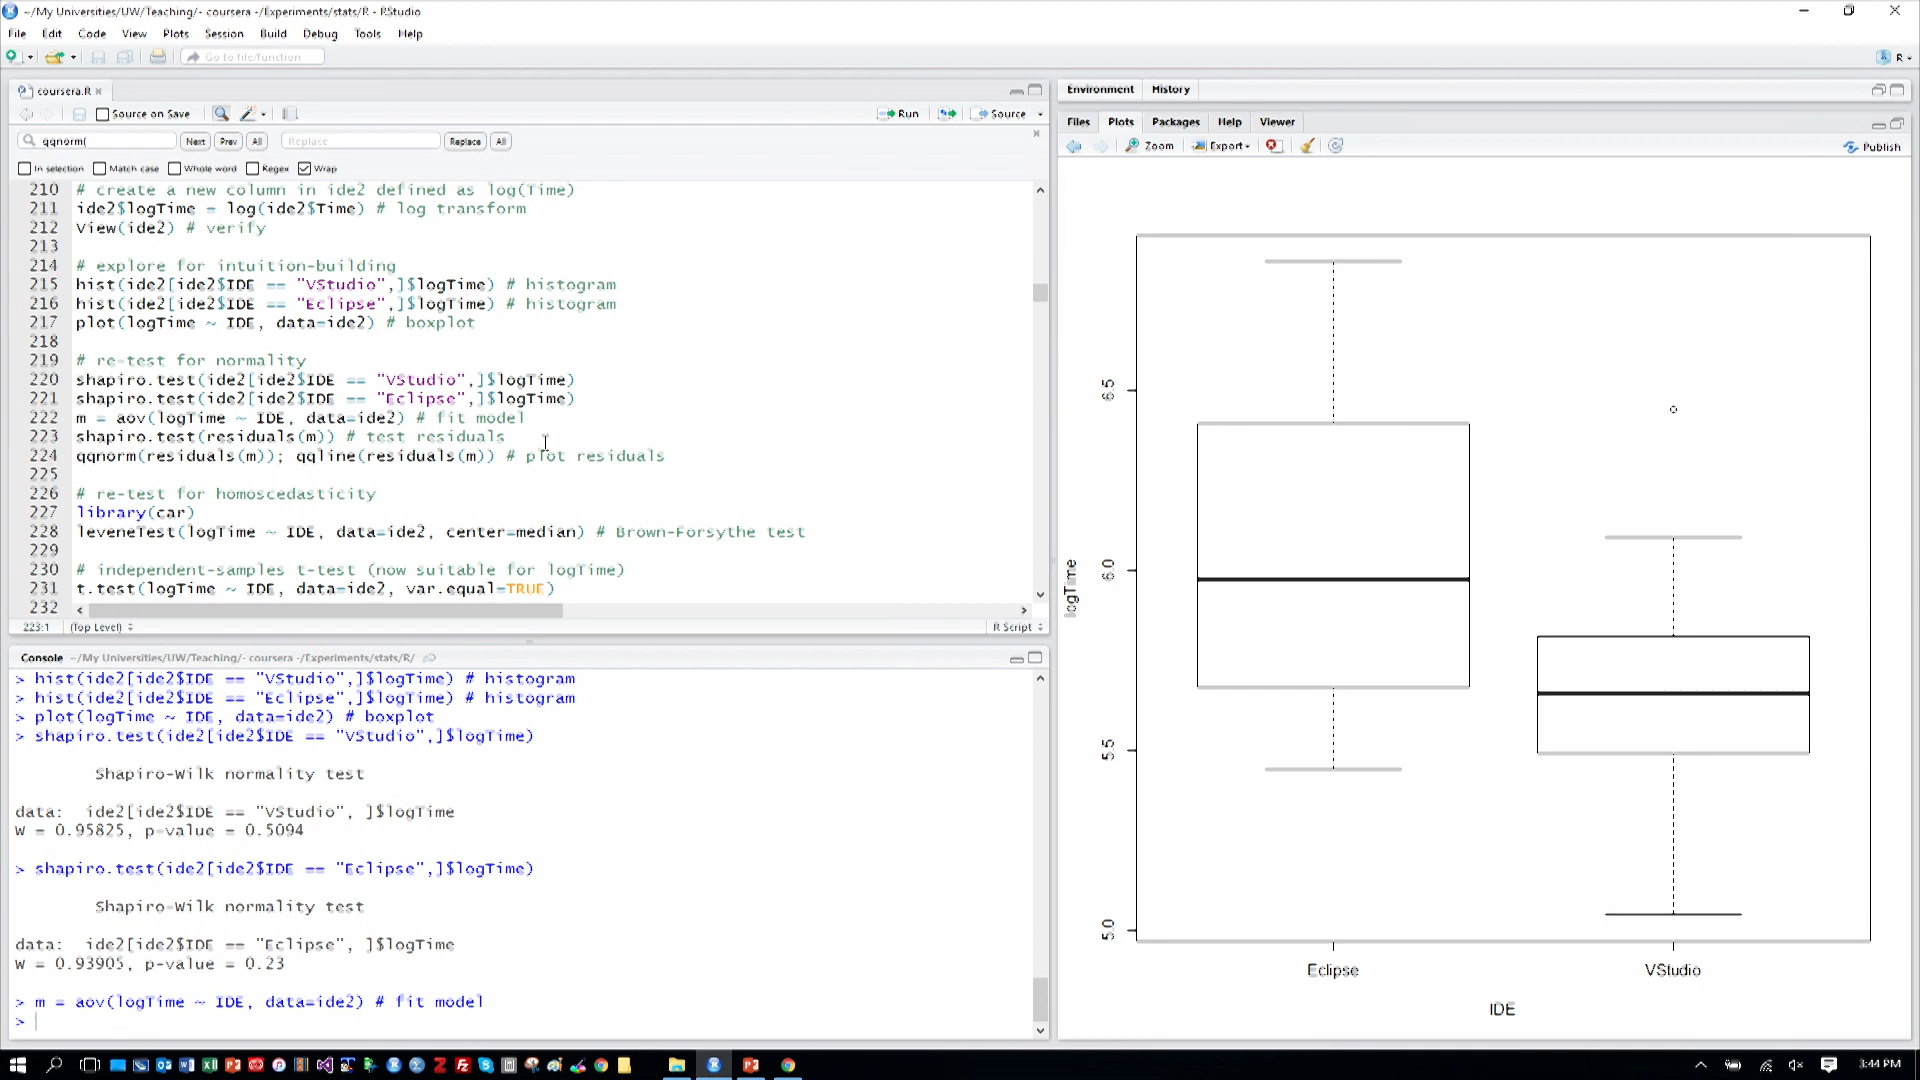 ~/My Universities/UW/Teaching/- coursera -/Experiments/stats/R - RStudio
File Edit Code View Plots Session Build Debug Tools Help
Go to file/function
R
coursera.R
Source on Save
Run
Source
qqnorm(
Next Prev All
Replace
Replace All
In selection Match case Whole word Regex Wrap
210 # create a new column in ide2 defined as log(Time)
211 ide2$logTime = log(ide2$Time) # log transform
212 View(ide2) # verify
213
214 # explore for intuition-building
215 hist(ide2[ide2$IDE == "VStudio",]$logTime) # histogram
216 hist(ide2[ide2$IDE == "Eclipse",]$logTime) # histogram
217 plot(logTime ~ IDE, data=ide2) # boxplot
218
219 # re-test for normality
220 shapiro.test(ide2[ide2$IDE == "VStudio",]$logTime)
221 shapiro.test(ide2[ide2$IDE == "Eclipse",]$logTime)
222 m = aov(logTime ~ IDE, data=ide2) # fit model
223 shapiro.test(residuals(m)) # test residuals
224 qqnorm(residuals(m)); qqline(residuals(m)) # plot residuals
225
226 # re-test for homoscedasticity
227 library(car)
228 leveneTest(logTime ~ IDE, data=ide2, center=median) # Brown-Forsythe test
229
230 # independent-samples t-test (now suitable for logTime)
231 t.test(logTime ~ IDE, data=ide2, var.equal=TRUE)
232
223:1 (Top Level) R Script
Console ~/My Universities/UW/Teaching/- coursera -/Experiments/stats/R/
> hist(ide2[ide2$IDE == "VStudio",]$logTime) # histogram
> hist(ide2[ide2$IDE == "Eclipse",]$logTime) # histogram
> plot(logTime ~ IDE, data=ide2) # boxplot
> shapiro.test(ide2[ide2$IDE == "VStudio",]$logTime)
Shapiro-Wilk normality test
data: ide2[ide2$IDE == "VStudio", ]$logTime
W = 0.95825, p-value = 0.5094
> shapiro.test(ide2[ide2$IDE == "Eclipse",]$logTime)
Shapiro-Wilk normality test
data: ide2[ide2$IDE == "Eclipse", ]$logTime
W = 0.93905, p-value = 0.23
> m = aov(logTime ~ IDE, data=ide2) # fit model
>
Environment History
Files Plots Packages Help Viewer
Zoom Export Publish
6.5
6.0
5.5
5.0
logTime
Eclipse VStudio
IDE
3:44 PM